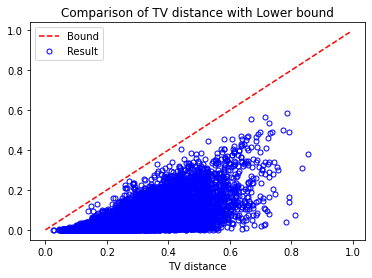 Comparison of TV distance with Lower bound
Bound
Result
1.0
0.8
0.6
0.4
0.2
0.0
0.0 0.2 0.4 0.6 0.8 1.0
TV distance